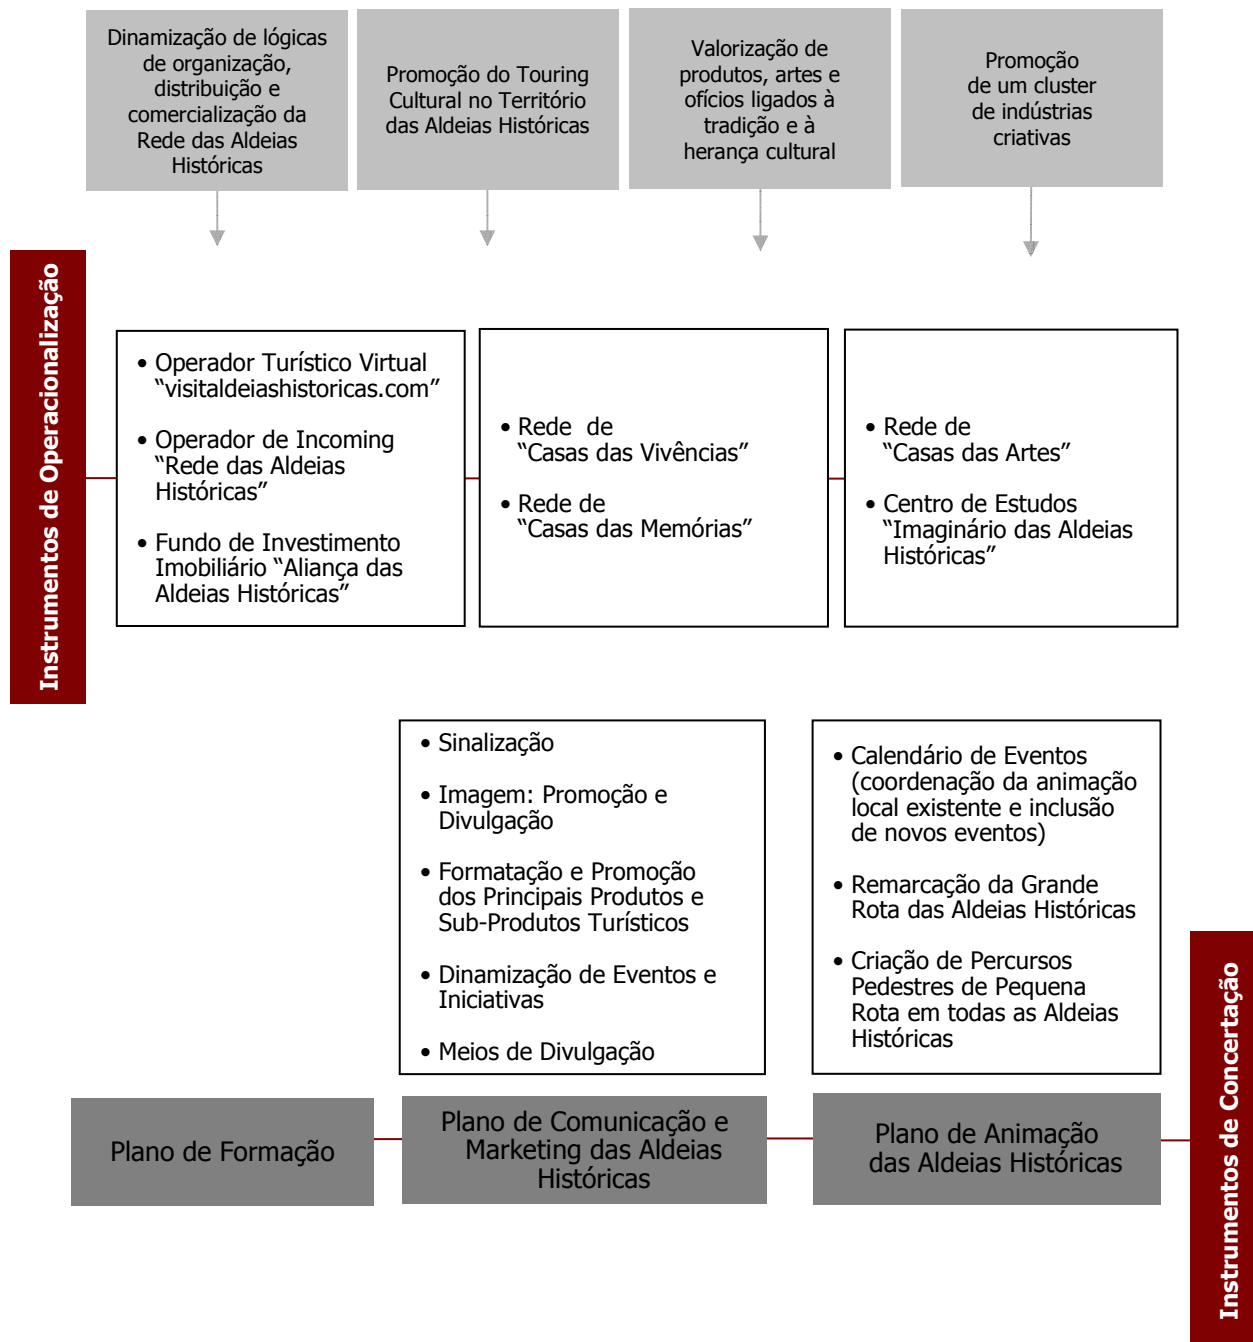 Dinamização de lógicas
de organização,
distribuição e
comercialização da
Rede das Aldeias
Históricas
Promoção do Touring
Cultural no Território
das Aldeias Históricas
Valorização de
produtos, artes e
ofícios ligados à
tradição e à
herança cultural
Promoção
de um cluster
de indústrias
criativas
Instrumentos de Operacionalização
• Operador Turístico Virtual
“visitaldeiashistoricas.com”
• Operador de Incoming
“Rede das Aldeias
Históricas”
• Fundo de Investimento
Imobiliário “Aliança das
Aldeias Históricas”
• Rede de
“Casas das Vivências”
• Rede de
“Casas das Memórias”
• Rede de
“Casas das Artes”
• Centro de Estudos
“Imaginário das Aldeias
Históricas”
• Sinalização
• Imagem: Promoção e
Divulgação
• Formatação e Promoção
dos Principais Produtos e
Sub-Produtos Turísticos
• Dinamização de Eventos e
Iniciativas
• Meios de Divulgação
• Calendário de Eventos
(coordenação da animação
local existente e inclusão
de novos eventos)
• Remarcação da Grande
Rota das Aldeias Históricas
• Criação de Percursos
Pedestres de Pequena
Rota em todas as Aldeias
Históricas
Plano de Formação
Plano de Comunicação e
Marketing das Aldeias
Históricas
Plano de Animação
das Aldeias Históricas
Instrumentos de Concertação